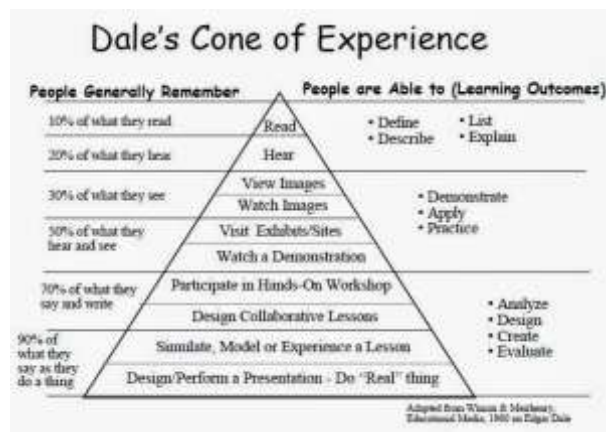 Dale's Cone of Experience
People Generally Remember
People are Able to (Learning Outcomes)
10% of what they read
Read
• Define
• List
• Describe
• Explain
20% of what they hear
Hear
30% of what they see
View Images
Watch Images
• Demonstrate
• Apply
• Practice
50% of what they
hear and see
Visit Exhibits/Sites
Watch a Demonstration
70% of what they
say and write
Participate in Hands-On Workshop
Design Collaborative Lessons
• Analyze
• Design
• Create
• Evaluate
90% of
what they
say as they
do a thing
Simulate, Model or Experience a Lesson
Design/Perform a Presentation - Do "Real" thing
Adapted from
Educational Media, on Edgar Dale